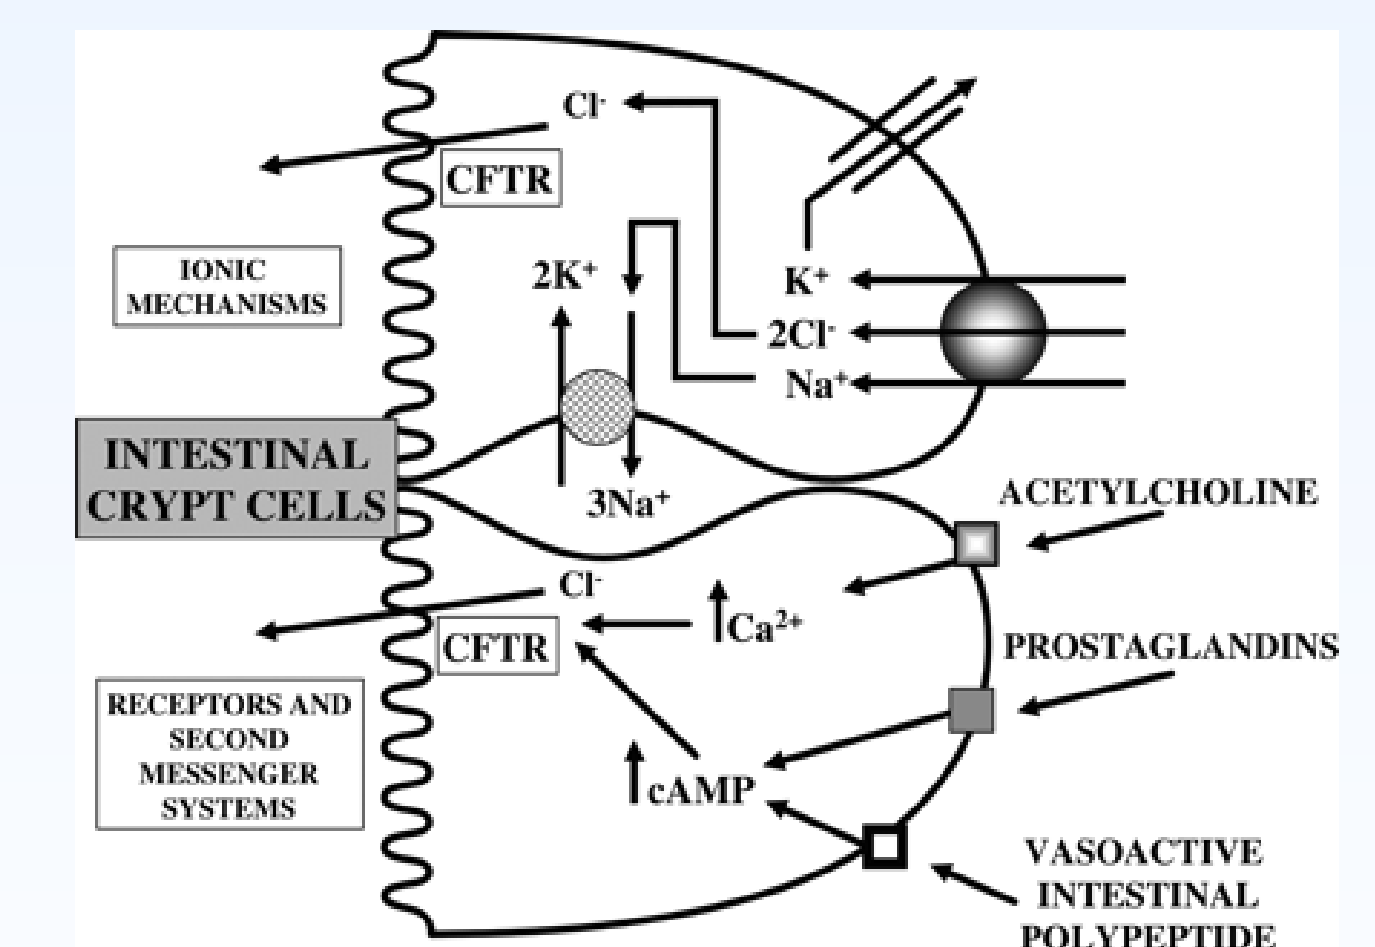 Cl-
CFTR
IONIC
MECHANISMS
2K+
K+
2Cl-
Na+
INTESTINAL
CRYPT CELLS
3Na+
ACETYLCHOLINE
Cl-
Ca2+
CFTR
PROSTAGLANDINS
RECEPTORS AND
SECOND
MESSENGER
SYSTEMS
cAMP
VASOACTIVE
INTESTINAL
POLYPEPTIDE